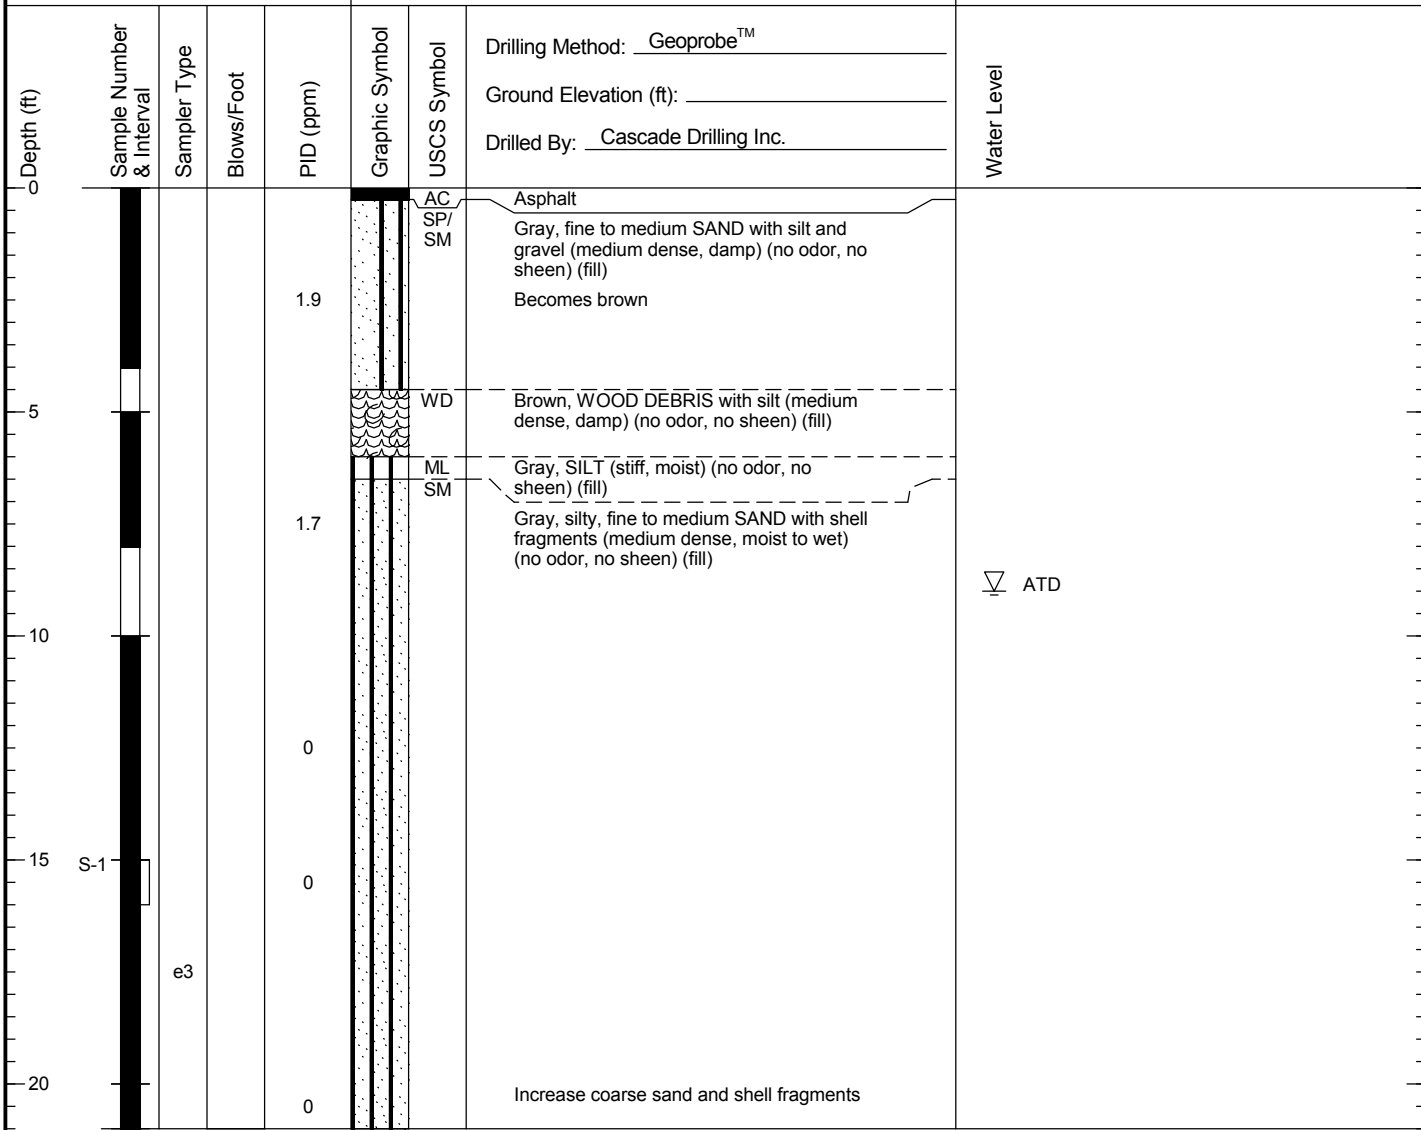 Depth (ft)
Sample Number
& Interval
Sampler Type
Blows/Foot
PID (ppm)
Graphic Symbol
USCS Symbol
Drilling Method: Geoprobe™
Ground Elevation (ft):
Drilled By: Cascade Drilling Inc.
Water Level
0
AC
Asphalt
SP/
SM
Gray, fine to medium SAND with silt and
gravel (medium dense, damp) (no odor, no
sheen) (fill)
1.9
Becomes brown
5
WD
Brown, WOOD DEBRIS with silt (medium
dense, damp) (no odor, no sheen) (fill)
ML
Gray, SILT (stiff, moist) (no odor, no
sheen) (fill)
SM
1.7
Gray, silty, fine to medium SAND with shell
fragments (medium dense, moist to wet)
(no odor, no sheen) (fill)
ATD
10
0
15
S-1
0
e3
20
0
Increase coarse sand and shell fragments